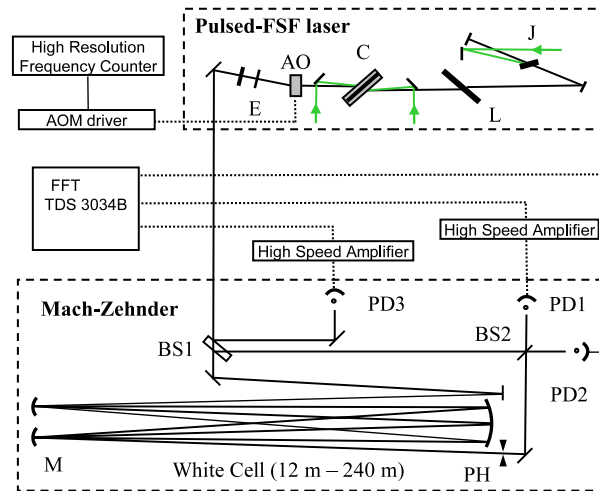 Pulsed-FSF laser
High Resolution
Frequency Counter
AOM driver
E
AO
C
L
J
FFT
TDS 3034B
High Speed Amplifier
High Speed Amplifier
Mach-Zehnder
PD3
PD1
BS1
BS2
PD2
M
White Cell (12 m – 240 m)
PH